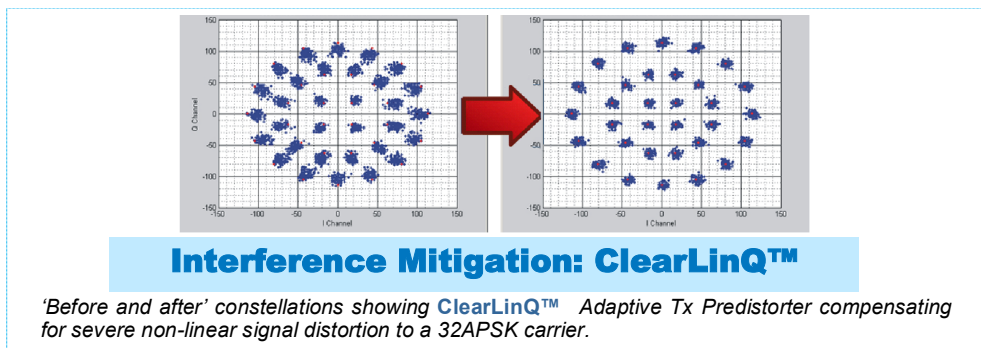 150
100
50
0
-50
-100
-150
Q Channel
-150 -100 -50 0 50 100 150
I Channel
150
100
50
0
-50
-100
-150
-150 -100 -50 0 50 100 150
I Channel
Interference Mitigation: ClearLinQ™
‘Before and after’ constellations showing ClearLinQ™ Adaptive Tx Predistorter compensating
for severe non-linear signal distortion to a 32APSK carrier.